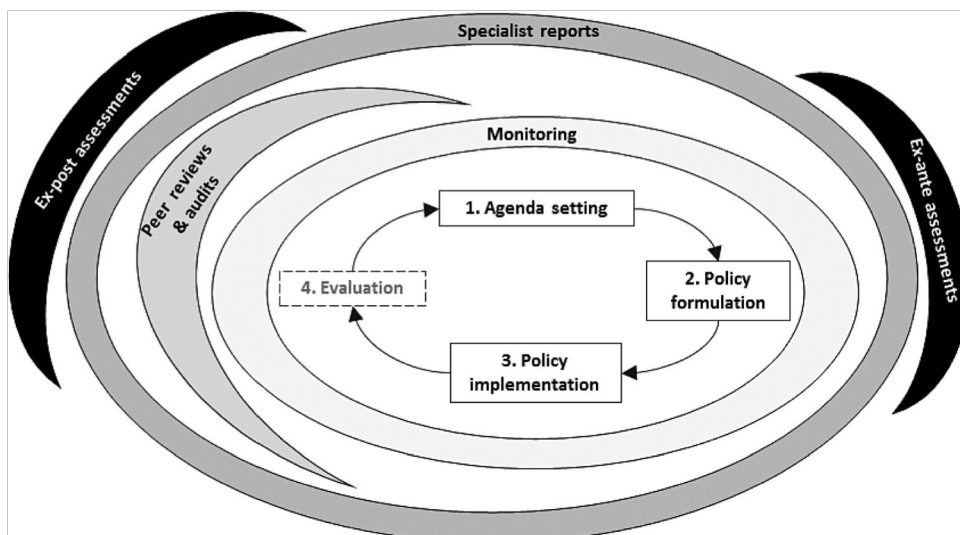 Specialist reports
Ex-post assessments
Ex-ante assessments
Peer reviews
& audits
Monitoring
1. Agenda setting
2. Policy
formulation
4. Evaluation
3. Policy
implementation